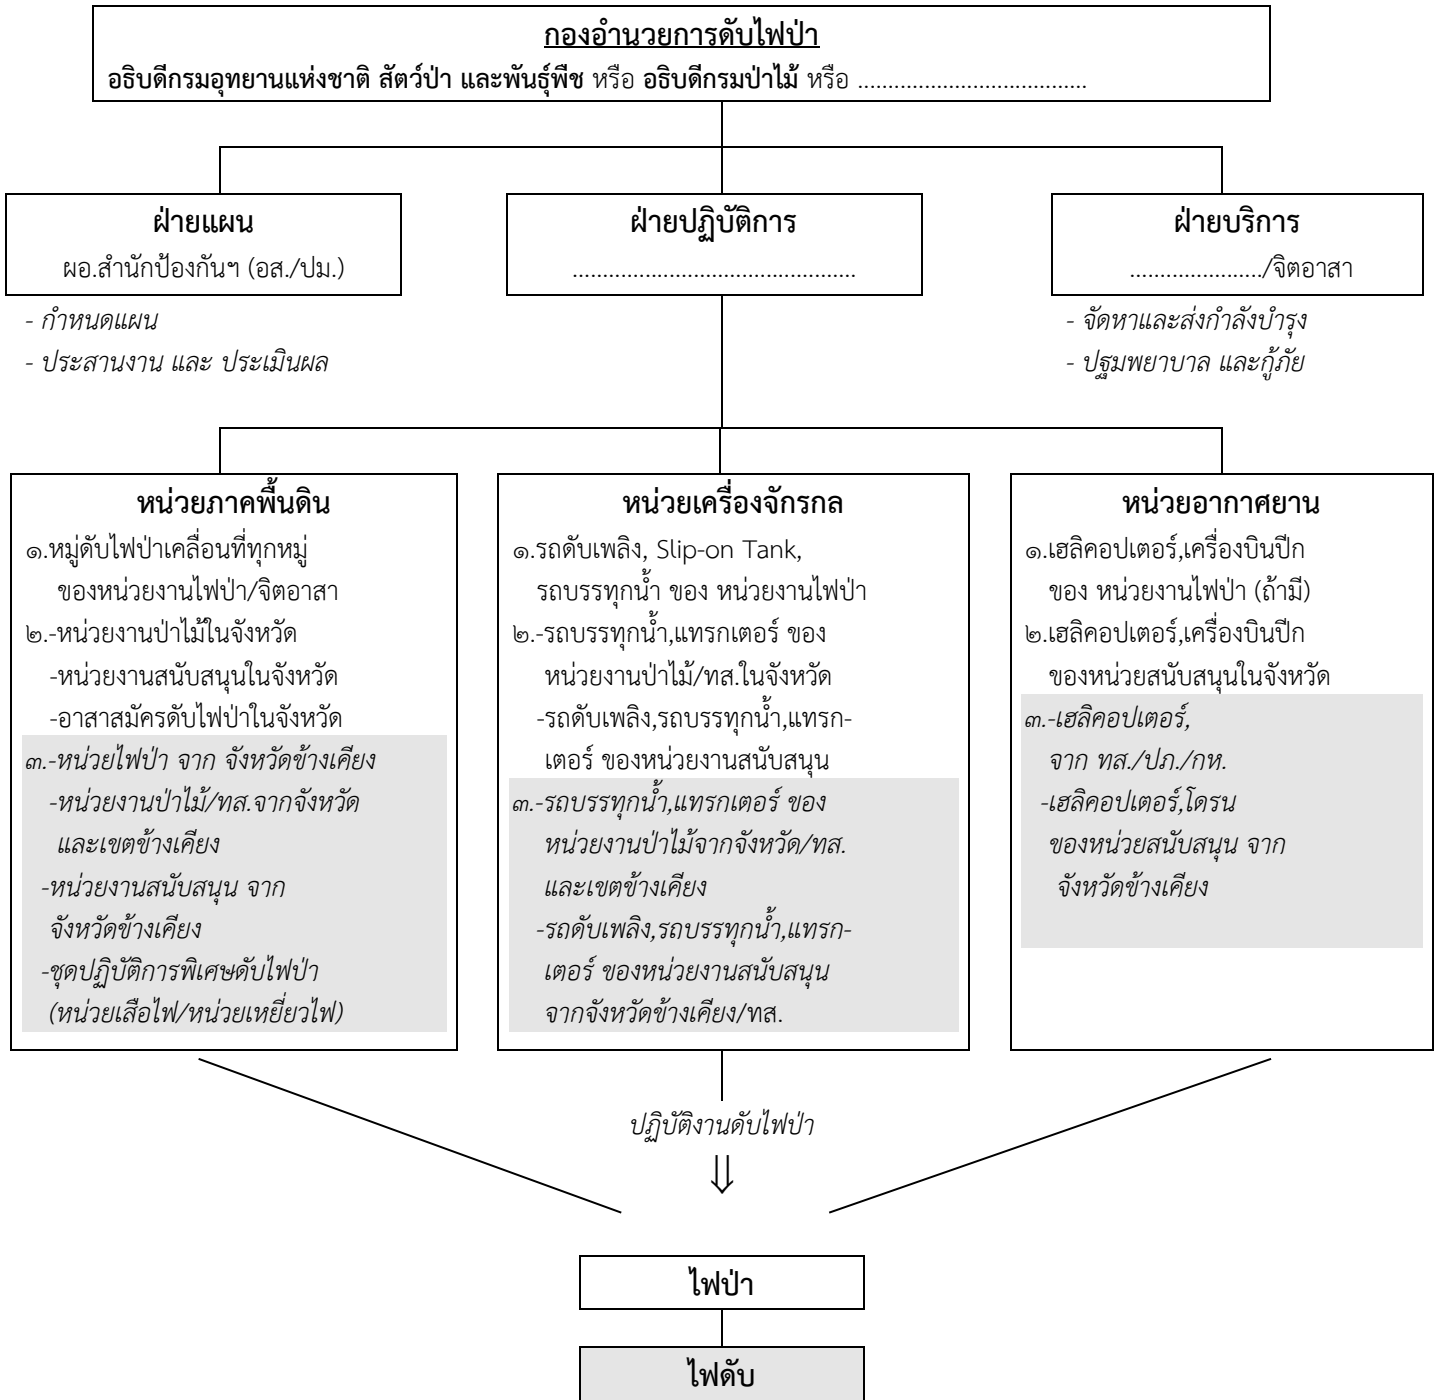 กองอำนวยการดับไฟป่า
อธิบดีกรมอุทยานแห่งชาติ สัตว์ป่า และพันธุ์พืช หรือ อธิบดีกรมป่าไม้ หรือ ......................................
ฝ่ายแผน
ผอ.สำนักป้องกันฯ (อส./ปม.)
- กำหนดแผน
- ประสานงาน และ ประเมินผล
ฝ่ายปฏิบัติการ
...............................................
ฝ่ายบริการ
....................../จิตอาสา
- จัดหาและส่งกำลังบำรุง
- ปฐมพยาบาล และกู้ภัย
หน่วยภาคพื้นดิน
๑.หมู่ดับไฟป่าเคลื่อนที่ทุกหมู่
ของหน่วยงานไฟป่า/จิตอาสา
๒.-หน่วยงานป่าไม้ในจังหวัด
-หน่วยงานสนับสนุนในจังหวัด
-อาสาสมัครดับไฟป่าในจังหวัด
๓.-หน่วยไฟป่า จาก จังหวัดข้างเคียง
-หน่วยงานป่าไม้/ทส.จากจังหวัด
และเขตข้างเคียง
-หน่วยงานสนับสนุน จาก
จังหวัดข้างเคียง
-ชุดปฏิบัติการพิเศษดับไฟป่า
(หน่วยเสือไฟ/หน่วยเหยี่ยวไฟ)
หน่วยเครื่องจักรกล
๑.รถดับเพลิง, Slip-on Tank,
รถบรรทุกน้ำ ของ หน่วยงานไฟป่า
๒.-รถบรรทุกน้ำ,แทรกเตอร์ ของ
หน่วยงานป่าไม้/ทส.ในจังหวัด
-รถดับเพลิง,รถบรรทุกน้ำ,แทรก-
เตอร์ ของหน่วยงานสนับสนุน
๓.-รถบรรทุกน้ำ,แทรกเตอร์ ของ
หน่วยงานป่าไม้จากจังหวัด/ทส.
และเขตข้างเคียง
-รถดับเพลิง,รถบรรทุกน้ำ,แทรก-
เตอร์ ของหน่วยงานสนับสนุน
จากจังหวัดข้างเคียง/ทส.
หน่วยอากาศยาน
๑.เฮลิคอปเตอร์,เครื่องบินปีก
ของ หน่วยงานไฟป่า (ถ้ามี)
๒.เฮลิคอปเตอร์,เครื่องบินปีก
ของหน่วยสนับสนุนในจังหวัด
๓.-เฮลิคอปเตอร์,
จาก ทส./ปภ./กห.
-เฮลิคอปเตอร์,โดรน
ของหน่วยสนับสนุน จาก
จังหวัดข้างเคียง
ปฏิบัติงานดับไฟป่า
ไฟป่า
ไฟดับ